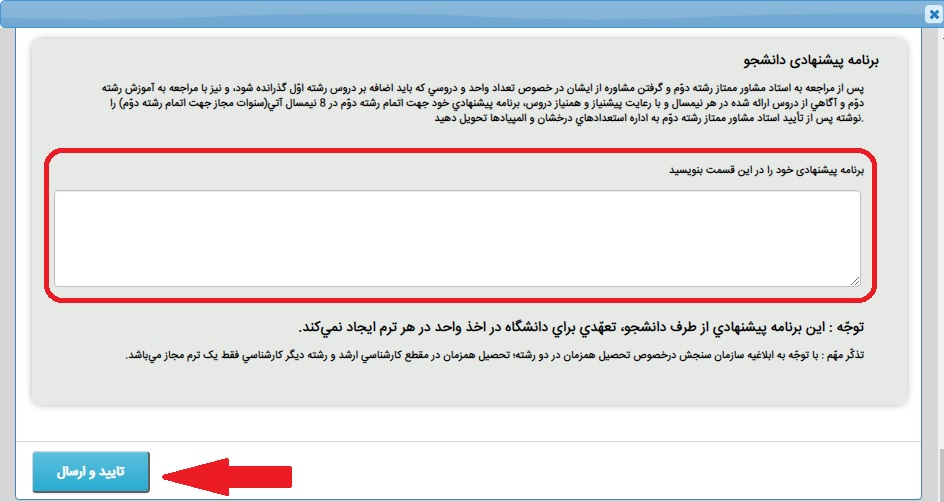 برنامه پیشنهادی دانشجو
پس از مراجعه به استاد مشاور ممتاز رشته دوّم و گرفتن مشاوره از ايشان در خصوص تعداد واحد و دروسي كه بايد اضافه بر دروس رشته اوّل گذرانده شود، و نيز با مراجعه به آموزش رشته
دوّم و آگاهي از دروس ارائه شده در هر نيمسال و با رعايت پيشنياز و همنياز دروس، برنامه پيشنهادي خود جهت اتمام رشته دوّم در 8 نيمسال آتي(سنوات مجاز جهت اتمام رشته دوّم) را
.نوشته پس از تأييد استاد مشاور ممتاز رشته دوّم به اداره استعدادهاي درخشان و المپيادها تحويل دهيد
برنامه پیشنهادی خود را در این قسمت بنویسید
توجّه : اين برنامه پيشنهادي از طرف دانشجو، تعهّدي براي دانشگاه در اخذ واحد در هر ترم ايجاد نمي‌كند.
تذكّر مهّم : با توجّه به ابلاغيه سازمان سنجش درخصوص تحصيل همزمان در دو رشته؛ تحصيل همزمان در مقطع كارشناسي ارشد و رشته ديگر كارشناسي فقط يک ترم مجاز مي‌باشد.
تایید و ارسال